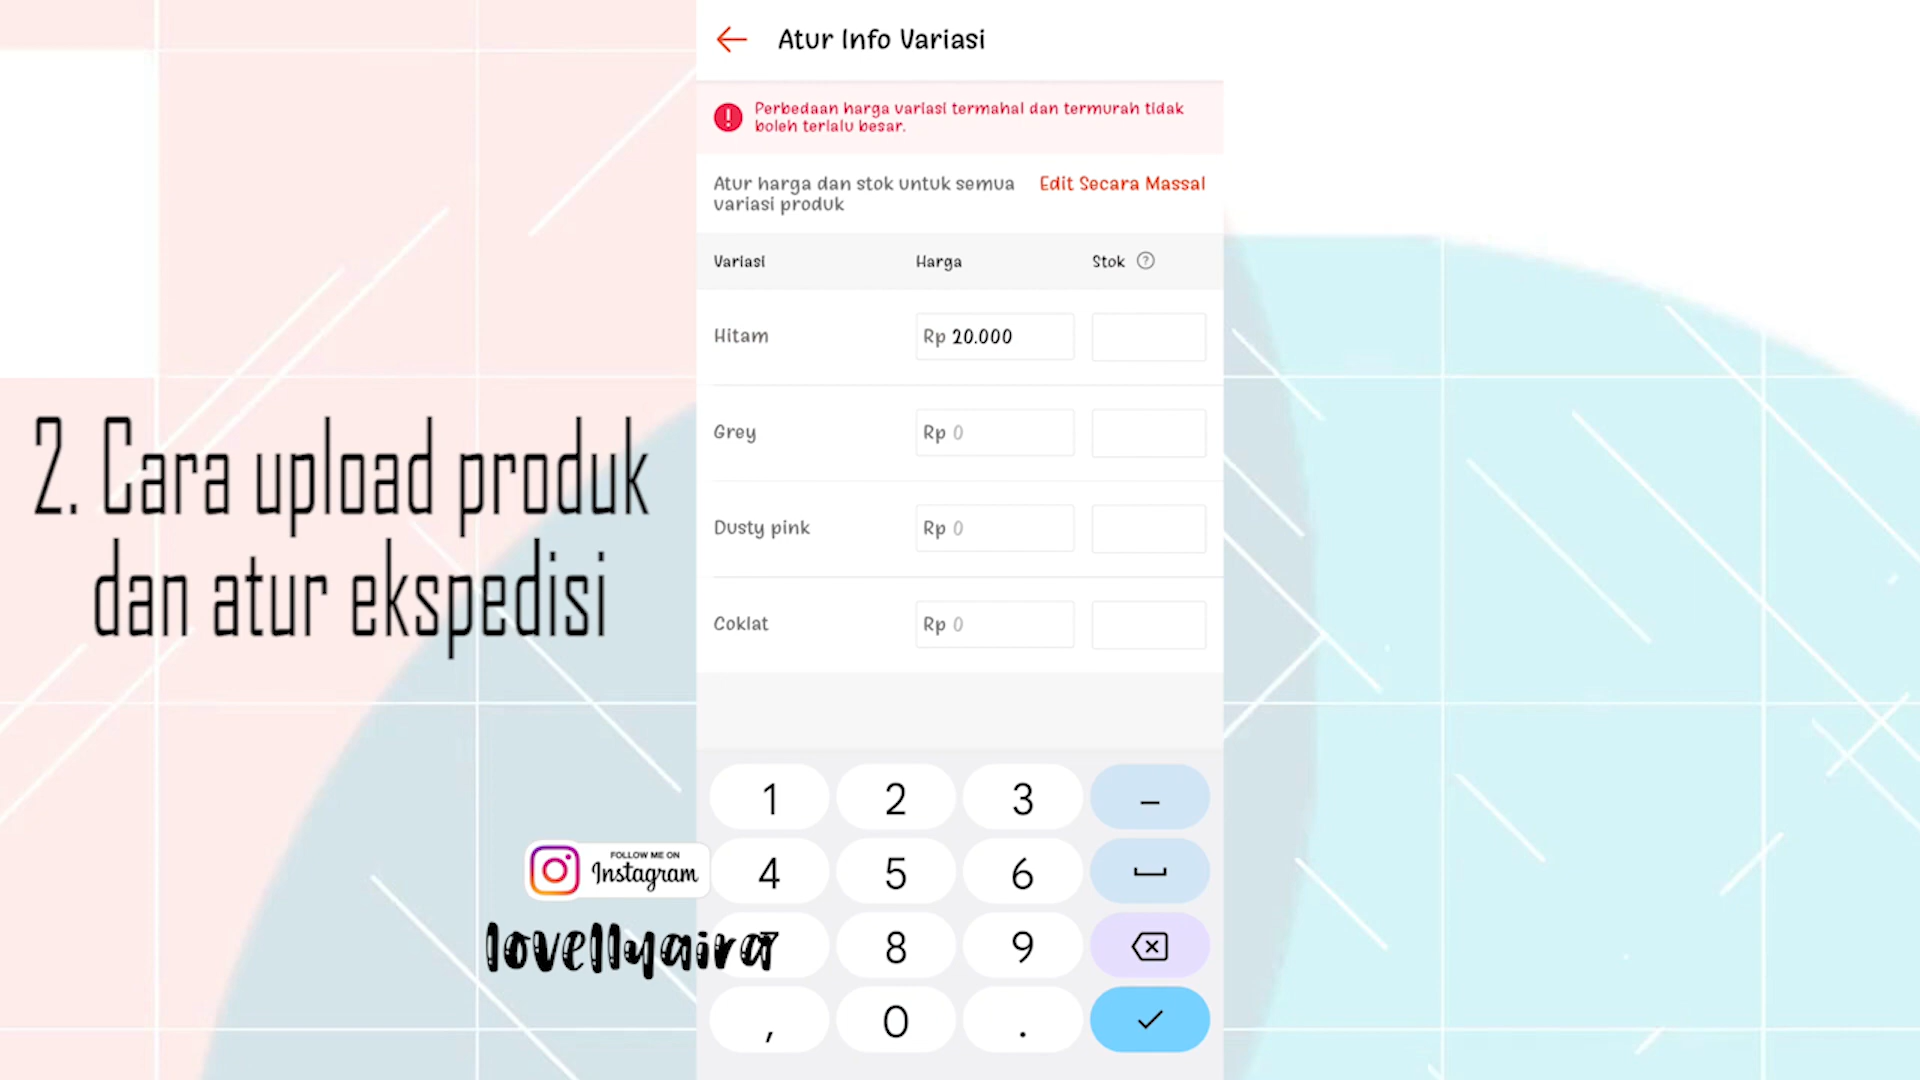 Atur Info Variasi
Perbedaan harga variasi termahal dan termurah tidak
boleh terlalu besar.
Atur harga dan stok untuk semua
variasi produk
Edit Secara Massal
Variasi Harga Stok ?
Hitam Rp 20.000
Grey Rp 0
Dusty pink Rp 0
Coklat Rp 0
2. Cara upload produk
dan atur ekspedisi
1 2 3 –
4 5 6
7 8 9
, 0 .
FOLLOW ME ON
Instagram
lovellyaira